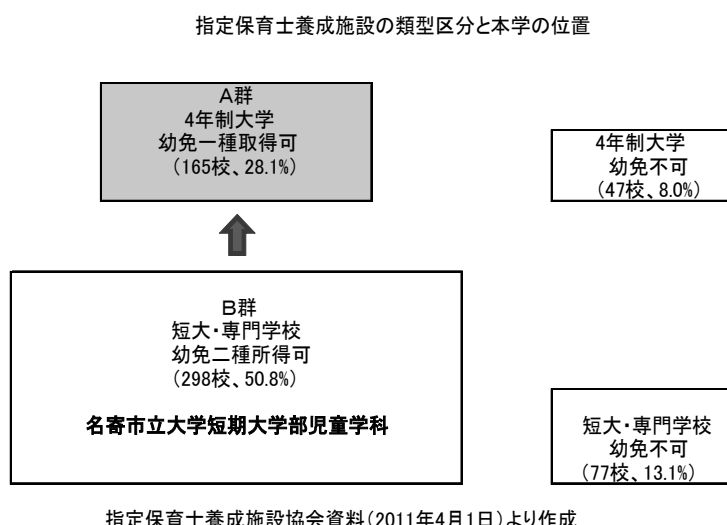 指定保育士養成施設の類型区分と本学の位置
A群
4年制大学
幼免一種取得可
(165校、28.1%)
4年制大学
幼免不可
(47校、8.0%)
B群
短大・専門学校
幼免二種所得可
(298校、50.8%)
名寄市立大学短期大学部児童学科
短大・専門学校
幼免不可
(77校、13.1%)
指定保育士養成施設協会資料(2011年4月1日)より作成